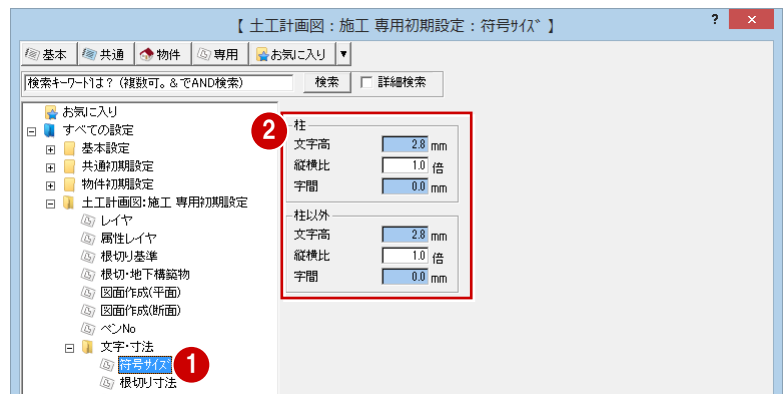 【 土工計画図：施工 専用初期設定：符号ｻｲｽﾞ 】 ? ×
基本 共通 物件 専用 お気に入り ▼
検索ｷｰﾜｰﾄﾞは？（複数可。& でAND検索） 検索 詳細検索
お気に入り
すべての設定
基本設定
共通初期設定
物件初期設定
土工計画図:施工 専用初期設定
レイヤ
属性レイヤ
根切り基準
根切･地下構築物
図面作成(平面)
図面作成(断面)
ペンNo
文字･寸法
符号ｻｲｽﾞ 1
根切り寸法
2
柱
文字高 2.8 mm
縦横比 1.0 倍
字間 0.0 mm
柱以外
文字高 2.8 mm
縦横比 1.0 倍
字間 0.0 mm